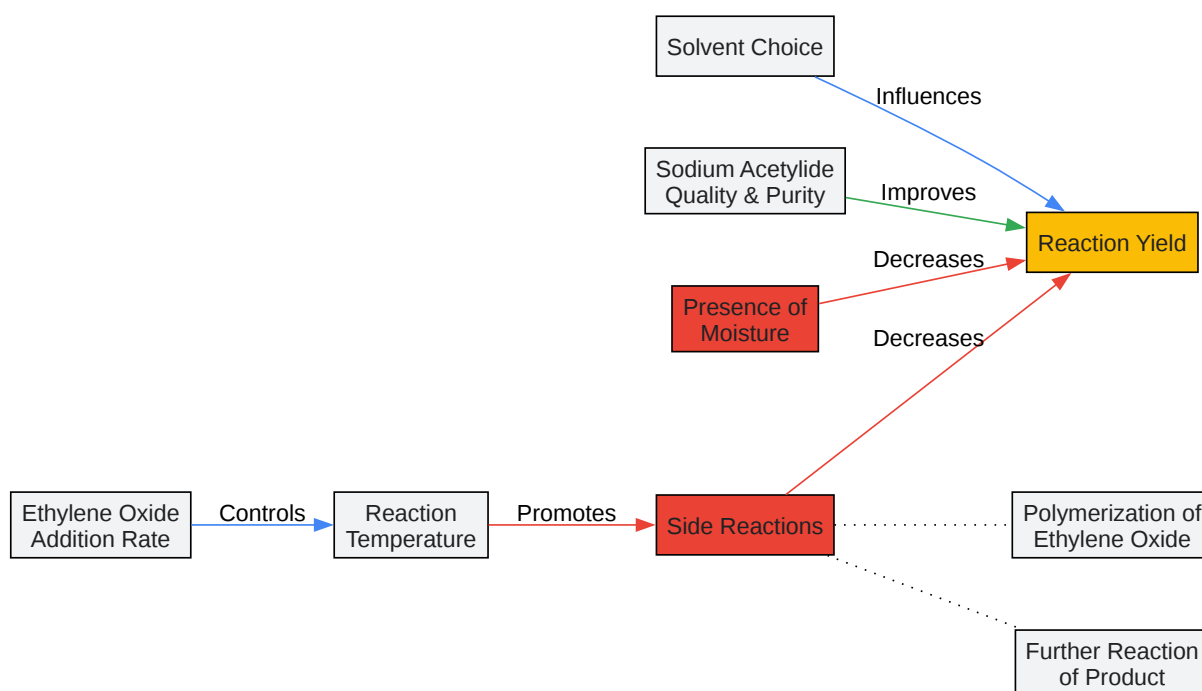 Solvent Choice
Influences
Sodium Acetylide
Quality & Purity
Improves
Reaction Yield
Decreases
Presence of
Moisture
Decreases
Ethylene Oxide
Addition Rate
Controls
Reaction
Temperature
Promotes
Side Reactions
Polymerization of
Ethylene Oxide
Further Reaction
of Product